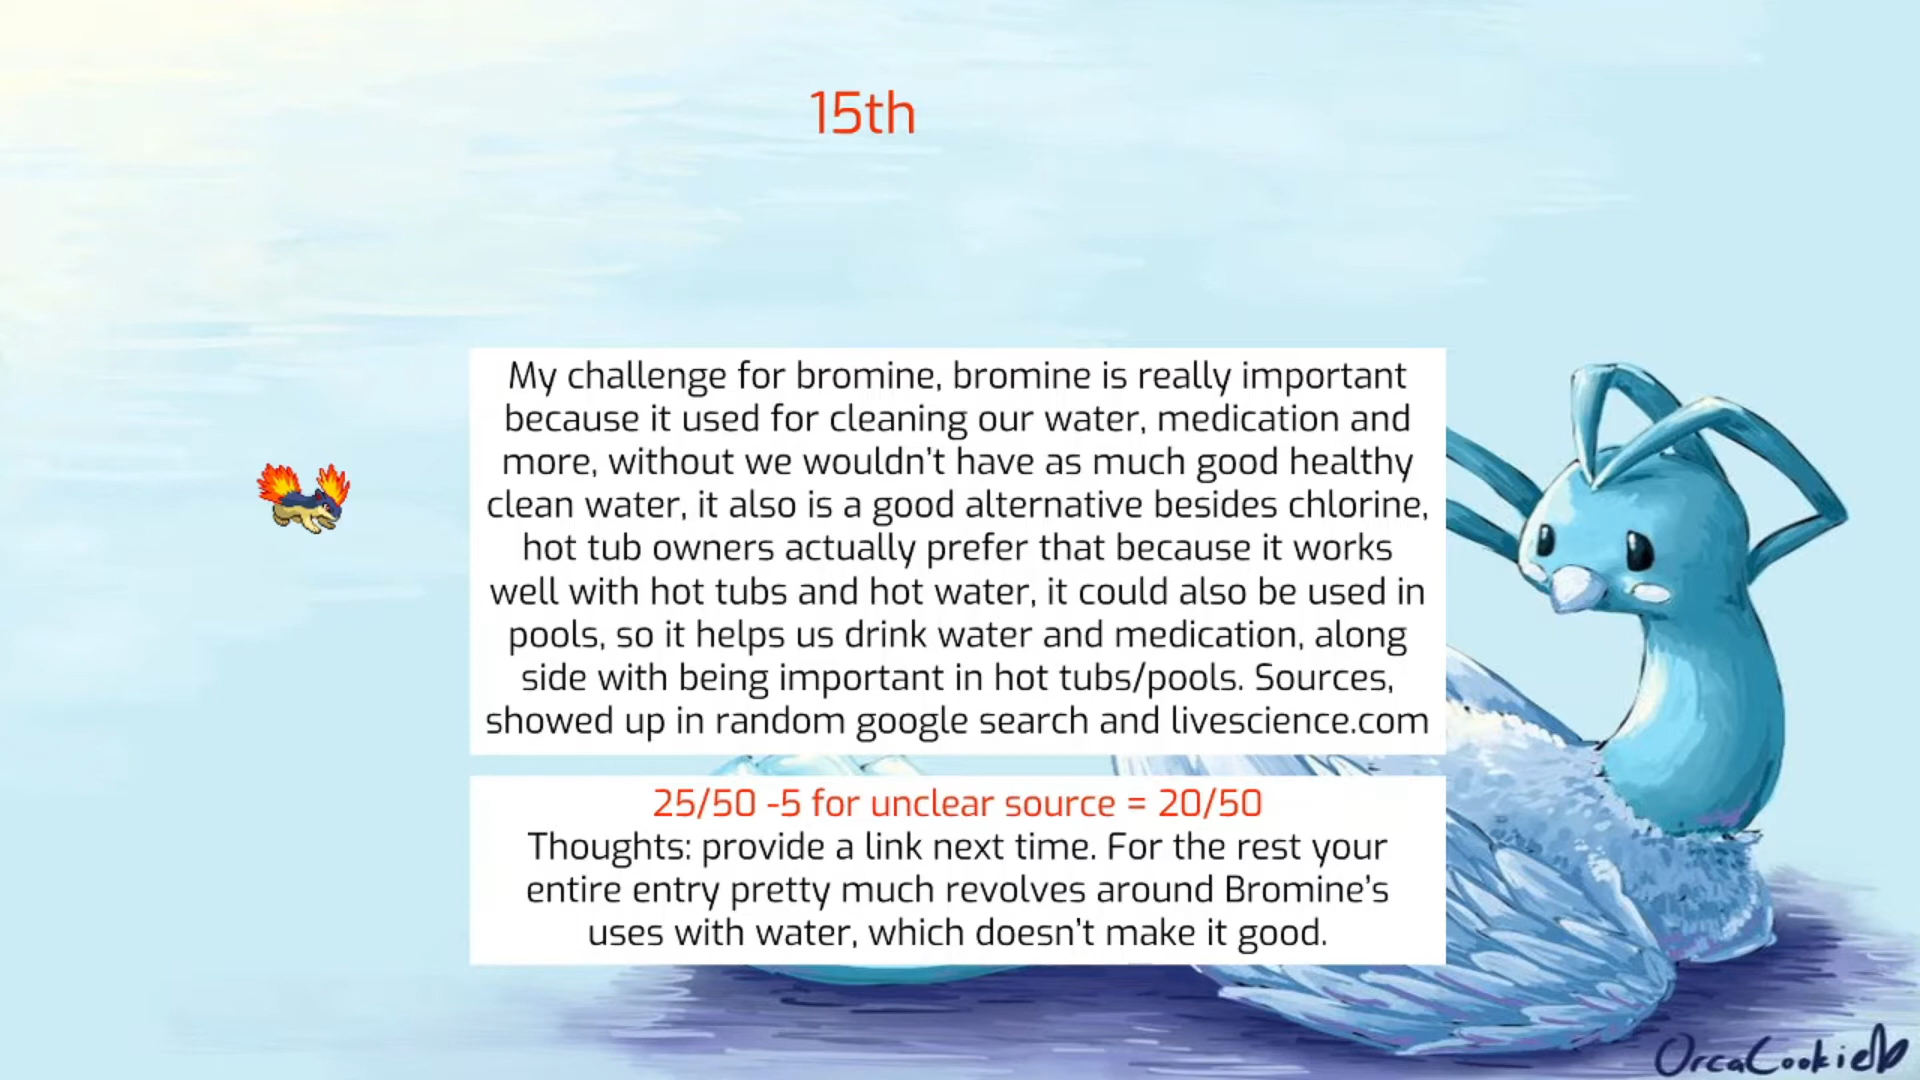 15th
My challenge for bromine, bromine is really important
because it used for cleaning our water, medication and
more, without we wouldn't have as much good healthy
clean water, it also is a good alternative besides chlorine,
hot tub owners actually prefer that because it works
well with hot tubs and hot water, it could also be used in
pools, so it helps us drink water and medication, along
side with being important in hot tubs/pools. Sources,
showed up in random google search and livescience.com
25/50 -5 for unclear source = 20/50
Thoughts: provide a link next time. For the rest your
entire entry pretty much revolves around Bromine's
uses with water, which doesn't make it good.
OrcaCookie